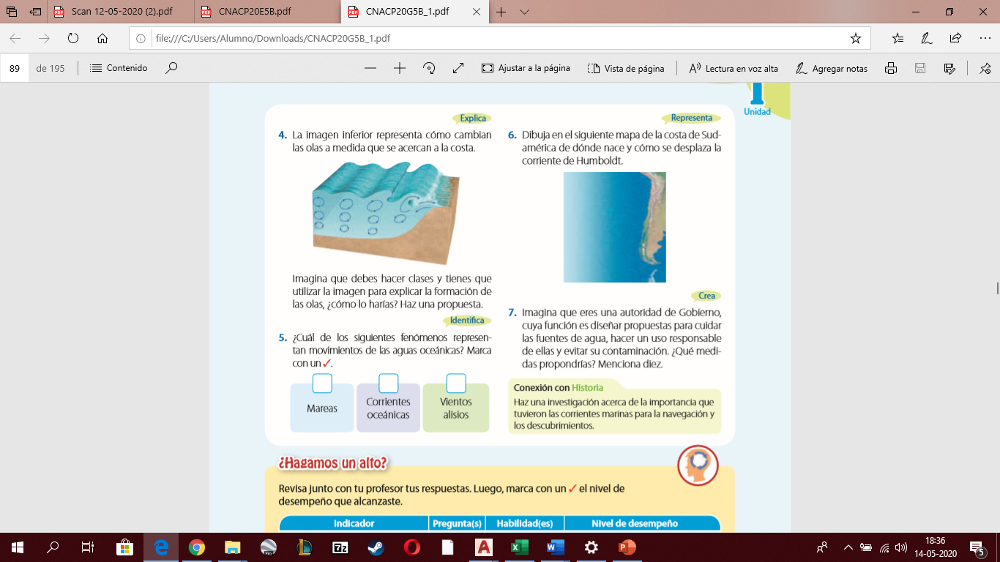 Scan 12-05-2020 (2).pdf
CNACP20E5B.pdf
CNACP20G5B_1.pdf
file:///C:/Users/Alumno/Downloads/CNACP20G5B_1.pdf
89 de 195
Contenido
Ajustar a la página
Vista de página
Lectura en voz alta
Agregar notas
1
Unidad
Explica
4. La imagen inferior representa cómo cambian
las olas a medida que se acercan a la costa.
Imagina que debes hacer clases y tienes que
utilizar la imagen para explicar la formación de
las olas, ¿cómo lo harías? Haz una propuesta.
Identifica
5. ¿Cuál de los siguientes fenómenos represen-
tan movimientos de las aguas oceánicas? Marca
con un ✓.
Mareas
Corrientes
oceánicas
Vientos
alisios
Representa
6. Dibuja en el siguiente mapa de la costa de Sud-
américa de dónde nace y cómo se desplaza la
corriente de Humboldt.
Crea
7. Imagina que eres una autoridad de Gobierno,
cuya función es diseñar propuestas para cuidar
las fuentes de agua, hacer un uso responsable
de ellas y evitar su contaminación. ¿Qué medi-
das propondrías? Menciona diez.
Conexión con Historia
Haz una investigación acerca de la importancia que
tuvieron las corrientes marinas para la navegación y
los descubrimientos.
¿Hagamos un alto?
Revisa junto con tu profesor tus respuestas. Luego, marca con un ✓ el nivel de
desempeño que alcanzaste.
Indicador
Pregunta(s)
Habilidad(es)
Nivel de desempeño
18:36
14-05-2020
5